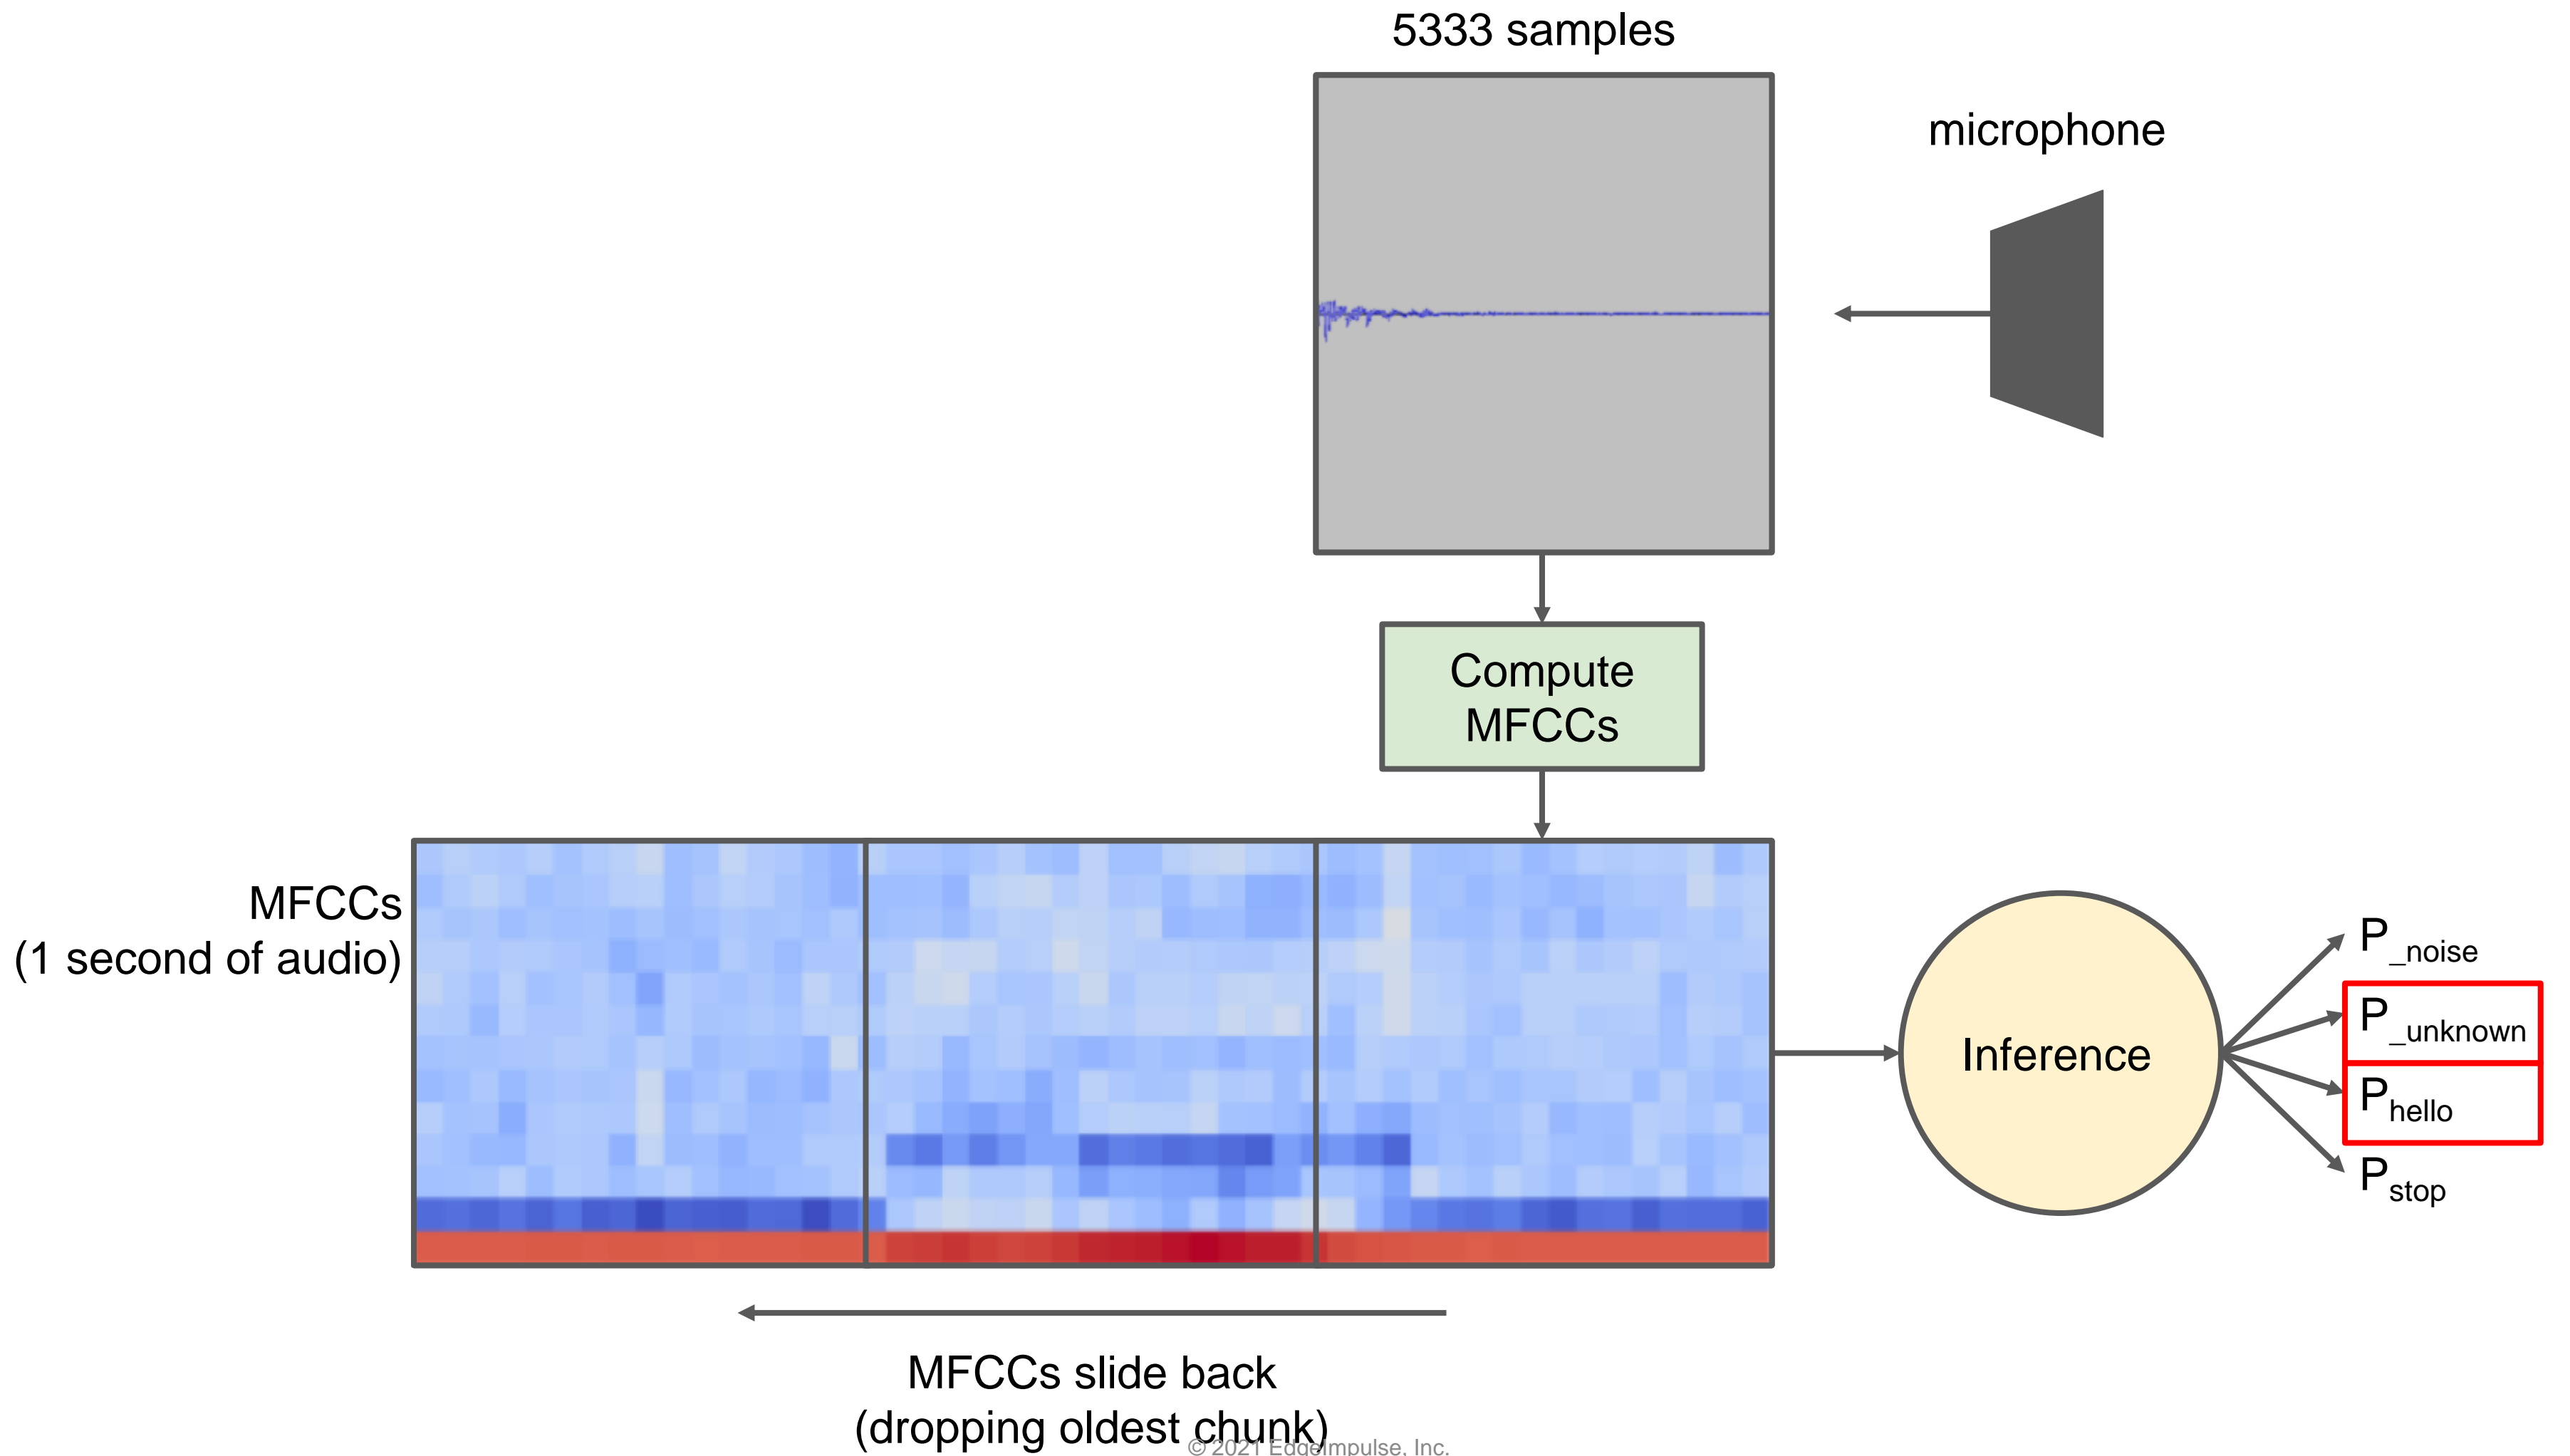 5333 samples
microphone
Compute
MFCCs
MFCCs
(1 second of audio)
Inference
P_noise
P_unknown
Phello
Pstop
MFCCs slide back
(dropping oldest chunk)
© 2021 EdgeImpulse, Inc.